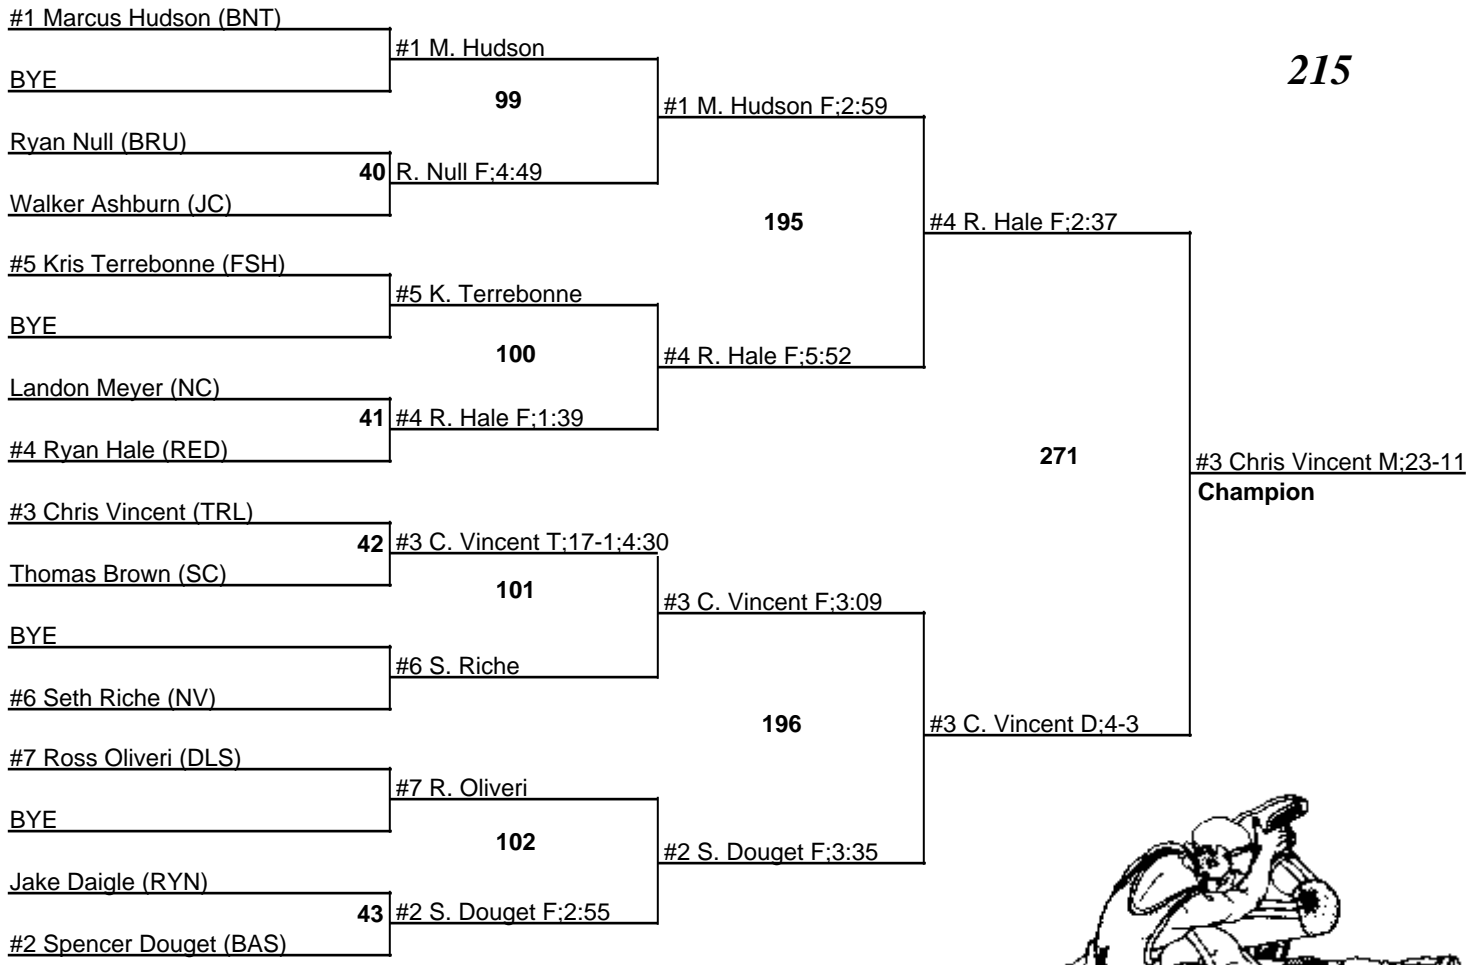 #1 Marcus Hudson (BNT)
#1 M. Hudson
215
BYE
99
#1 M. Hudson F;2:59
Ryan Null (BRU)
40 R. Null F;4:49
Walker Ashburn (JC)
195
#4 R. Hale F;2:37
#5 Kris Terrebonne (FSH)
#5 K. Terrebonne
BYE
100
#4 R. Hale F;5:52
Landon Meyer (NC)
41 #4 R. Hale F;1:39
#4 Ryan Hale (RED)
271
#3 Chris Vincent M;23-11
Champion
#3 Chris Vincent (TRL)
42 #3 C. Vincent T;17-1;4:30
Thomas Brown (SC)
101
#3 C. Vincent F;3:09
BYE
#6 S. Riche
#6 Seth Riche (NV)
196
#3 C. Vincent D;4-3
#7 Ross Oliveri (DLS)
#7 R. Oliveri
BYE
102
#2 S. Douget F;3:35
Jake Daigle (RYN)
43 #2 S. Douget F;2:55
#2 Spencer Douget (BAS)